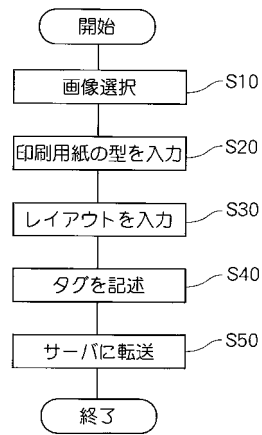 開始
画像選択 S10
印刷用紙の型を入力 S20
レイアウトを入力 S30
タグを記述 S40
サーバに転送 S50
終了